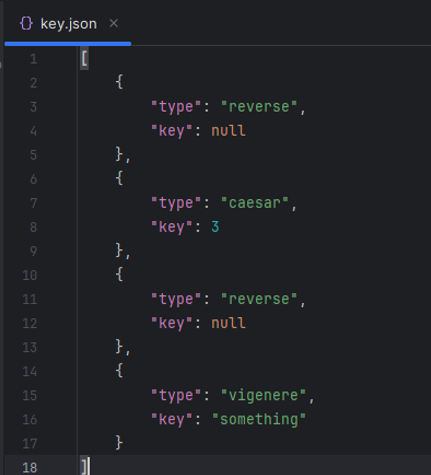 {} key.json ×
1 [
2 {
3 "type": "reverse",
4 "key": null
5 },
6 {
7 "type": "caesar",
8 "key": 3
9 },
10 {
11 "type": "reverse",
12 "key": null
13 },
14 {
15 "type": "vigenere",
16 "key": "something"
17 }
18 ]